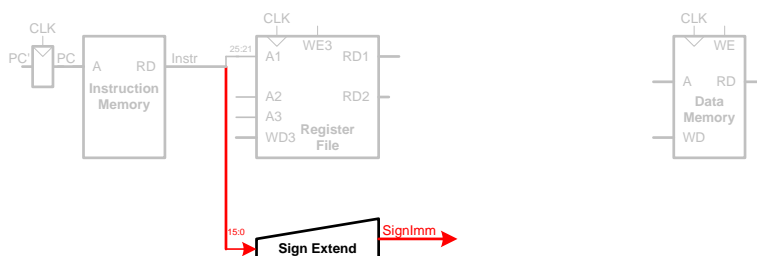 CLK
CLK
CLK
PC'
PC
A
RD
Instr
Instruction
Memory
25:21
A1
WE3
RD1
A2
RD2
A3
WD3
Register
File
WE
A
RD
Data
Memory
WD
15:0
SignImm
Sign Extend